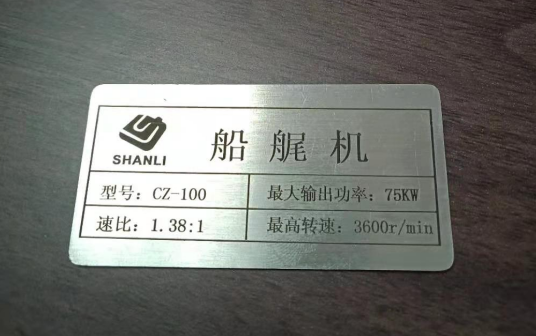 SHANLI
船艉机
型号：CZ-100
最大输出功率：75KW
速比：1.38:1
最高转速：3600r/min